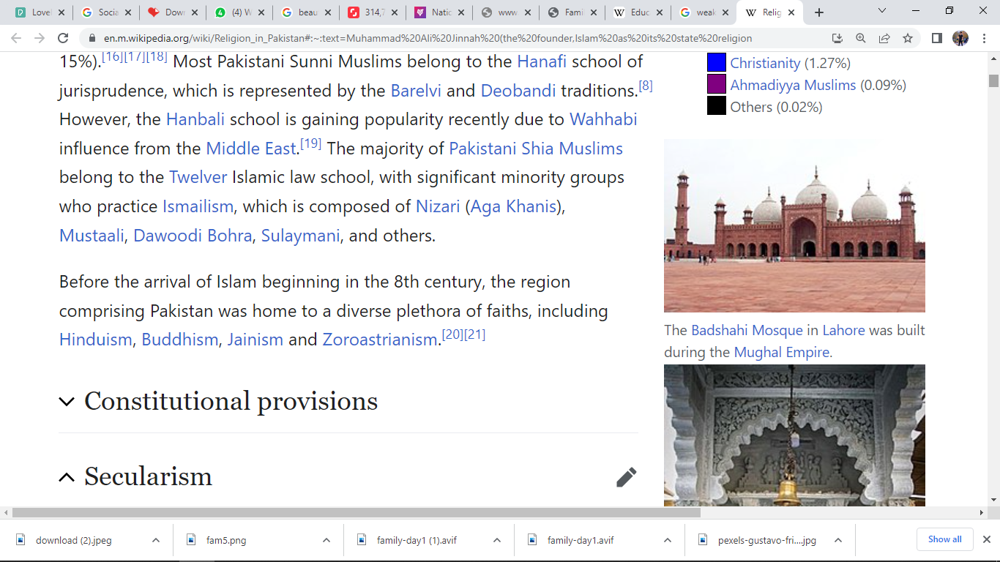 Lovel
Socia
Down
(4) W
beau
314,7
Natic
www
Fami
Educ
weak
Relig
en.m.wikipedia.org/wiki/Religion_in_Pakistan#:~:text=Muhammad%20Ali%20Jinnah%20(the%20founder,Islam%20as%20its%20state%20religion
15%).[16][17][18] Most Pakistani Sunni Muslims belong to the Hanafi school of
jurisprudence, which is represented by the Barelvi and Deobandi traditions.[8]
However, the Hanbali school is gaining popularity recently due to Wahhabi
influence from the Middle East.[19] The majority of Pakistani Shia Muslims
belong to the Twelver Islamic law school, with significant minority groups
who practice Ismailism, which is composed of Nizari (Aga Khanis),
Mustaali, Dawoodi Bohra, Sulaymani, and others.
Before the arrival of Islam beginning in the 8th century, the region
comprising Pakistan was home to a diverse plethora of faiths, including
Hinduism, Buddhism, Jainism and Zoroastrianism.[20][21]
Constitutional provisions
Secularism
Christianity (1.27%)
Ahmadiyya Muslims (0.09%)
Others (0.02%)
The Badshahi Mosque in Lahore was built
during the Mughal Empire.
download (2).jpeg
fam5.png
family-day1 (1).avif
family-day1.avif
pexels-gustavo-fri....jpg
Show all